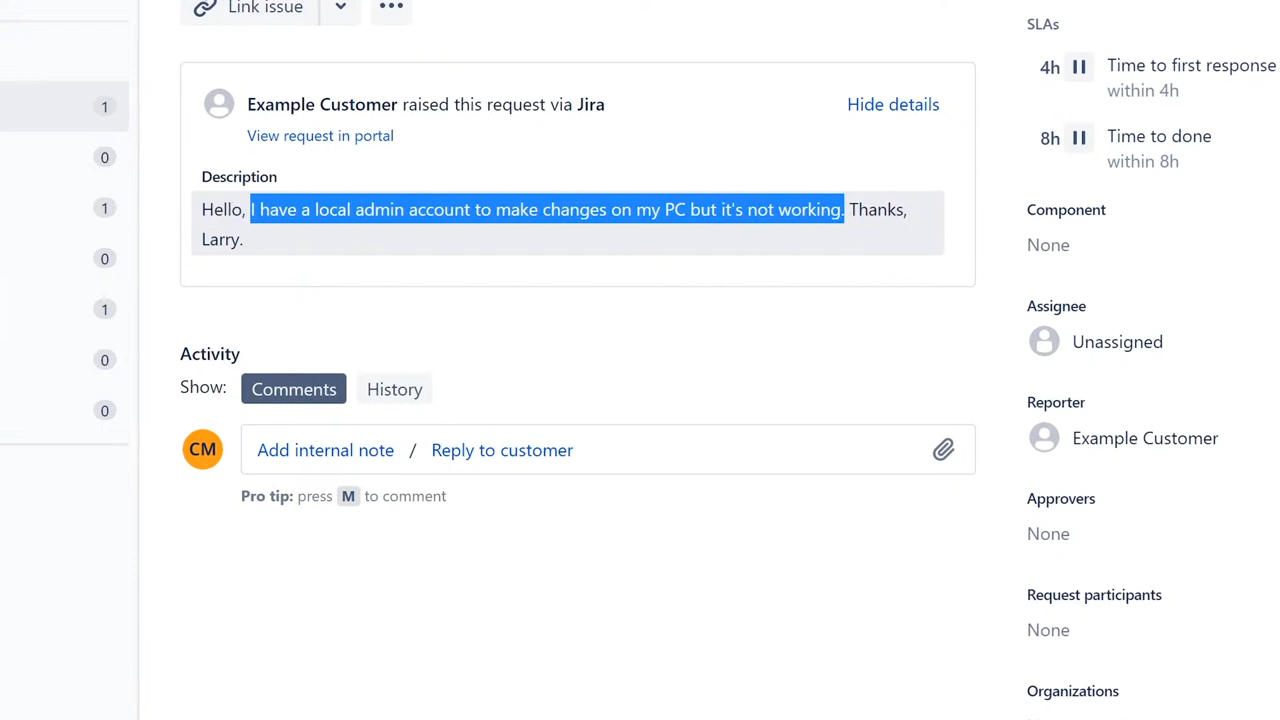 Link issue
1
0
1
0
1
0
0
Example Customer raised this request via Jira
Hide details
View request in portal
Description
Hello, I have a local admin account to make changes on my PC but it's not working. Thanks,
Larry.
Activity
Show: Comments History
CM
Add internal note / Reply to customer
Pro tip: press M to comment
SLAs
4h Time to first response
within 4h
8h Time to done
within 8h
Component
None
Assignee
Unassigned
Reporter
Example Customer
Approvers
None
Request participants
None
Organizations